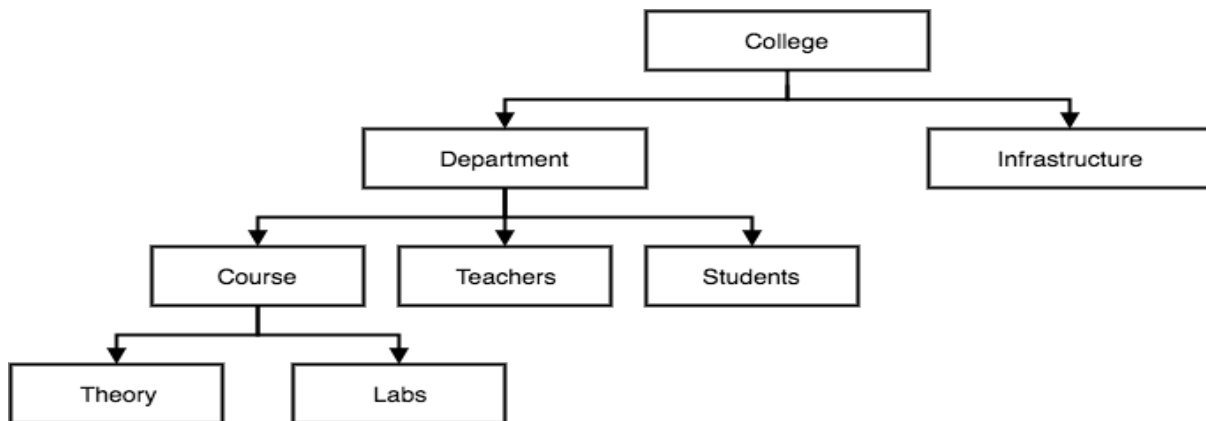 College
Department
Infrastructure
Course
Teachers
Students
Theory
Labs